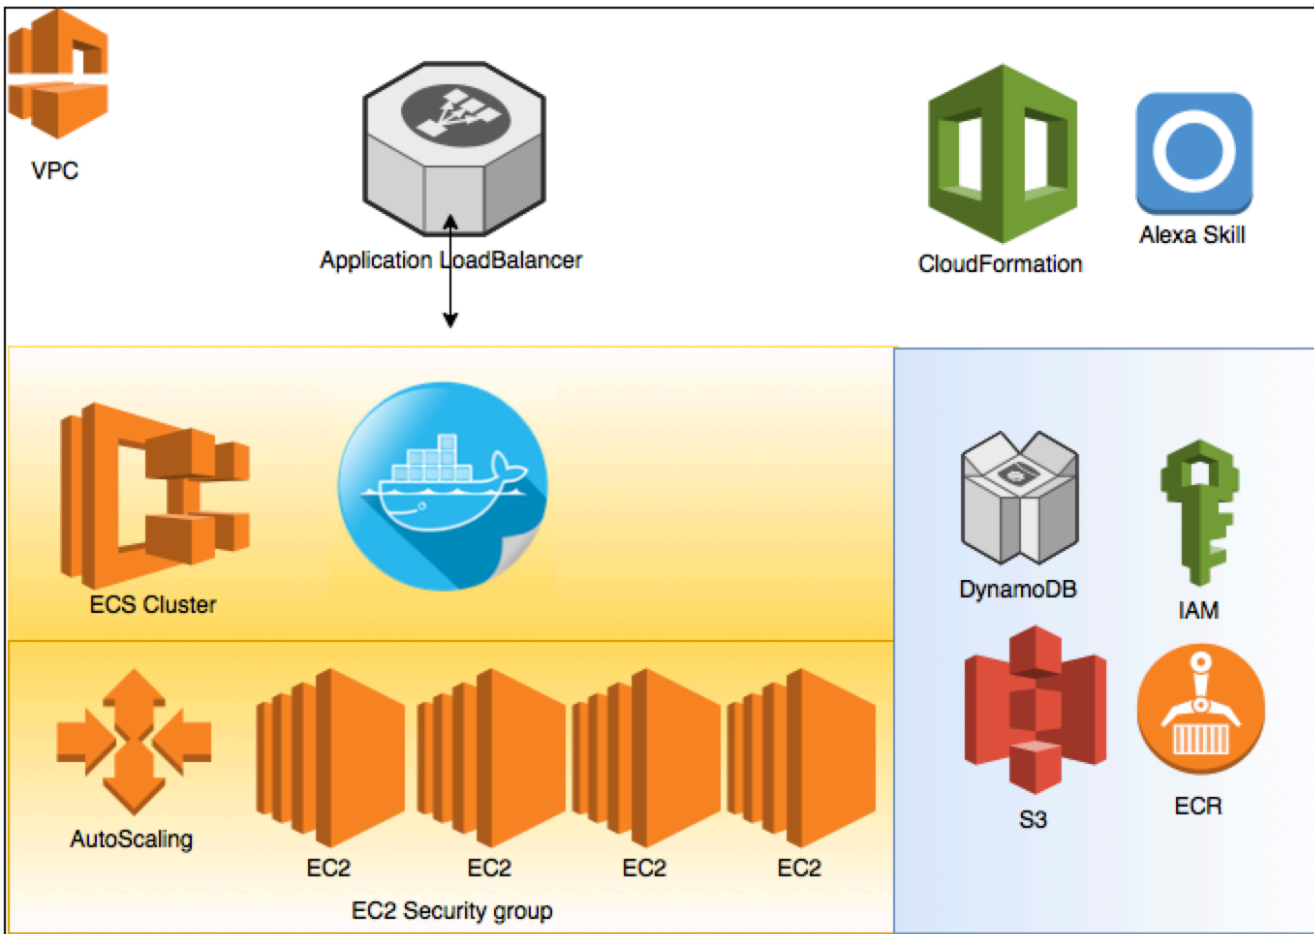 VPC
Application LoadBalancer
CloudFormation
Alexa Skill
ECS Cluster
DynamoDB
IAM
S3
ECR
AutoScaling
EC2
EC2
EC2
EC2
EC2 Security group